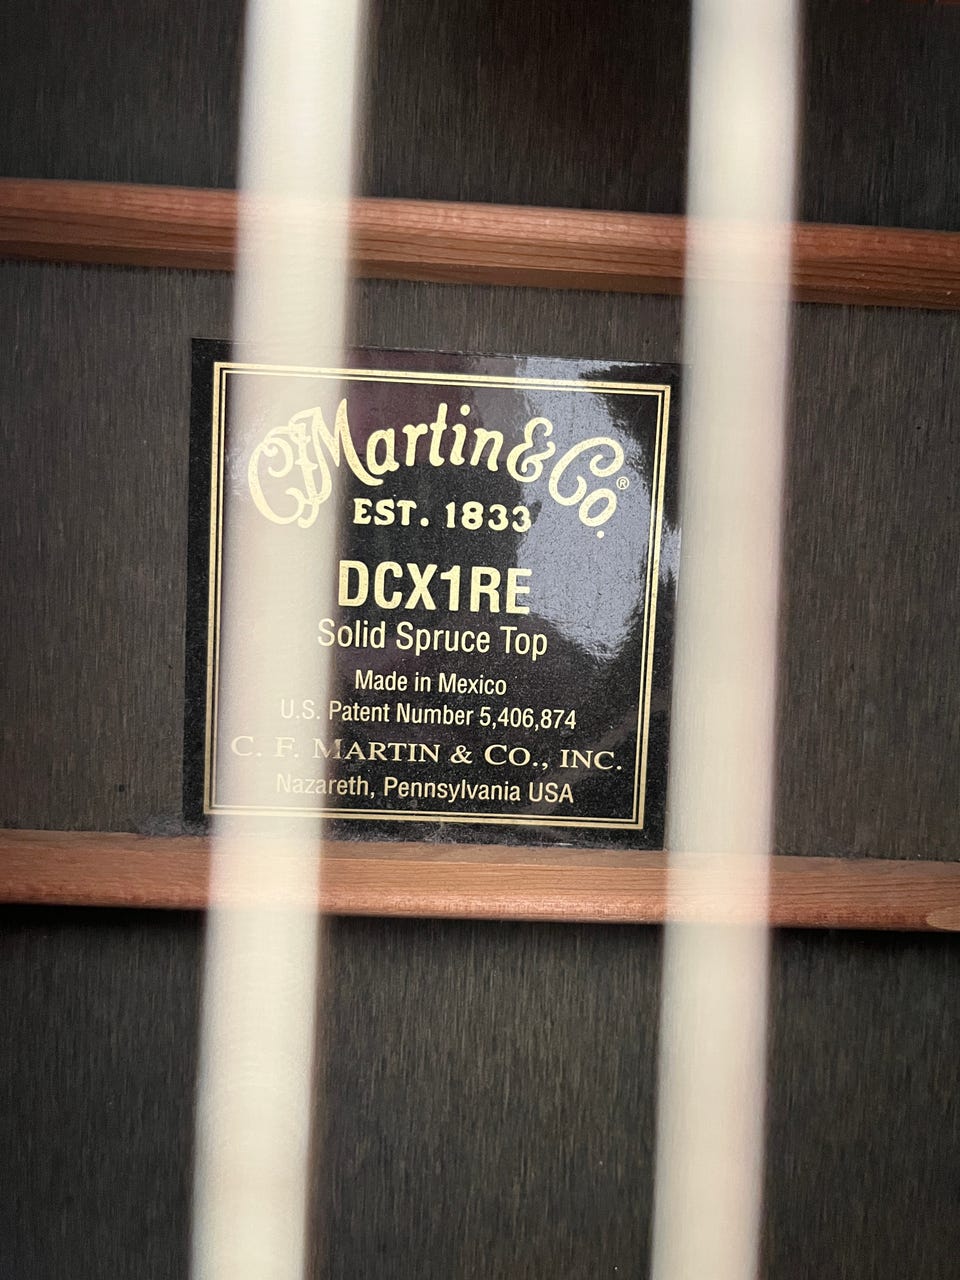 CFMartin & Co.®
EST. 1833
DCX1RE
Solid Spruce Top
Made in Mexico
U.S. Patent Number 5,406,874
C. F. MARTIN & CO., INC.
Nazareth, Pennsylvania USA